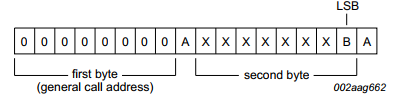 LSB
0 0 0 0 0 0 0 0 A X X X X X X X B A
first byte
(general call address)
second byte
002aag662